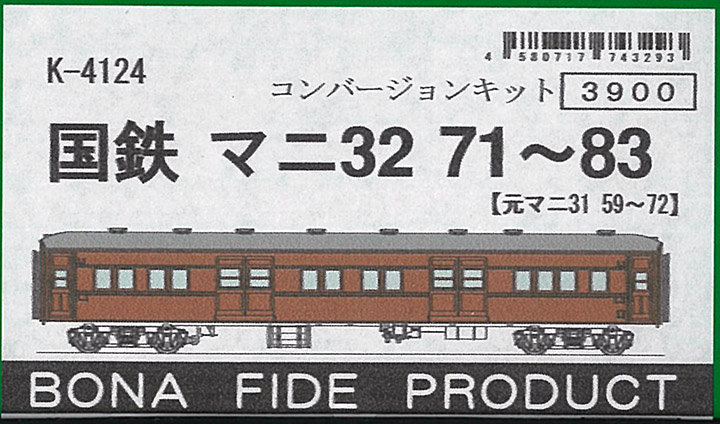 4 580717 743293
K-4124
コンバージョンキット 3900
国鉄 マニ32 71～83
【元マニ31 59～72】
BONA FIDE PRODUCT